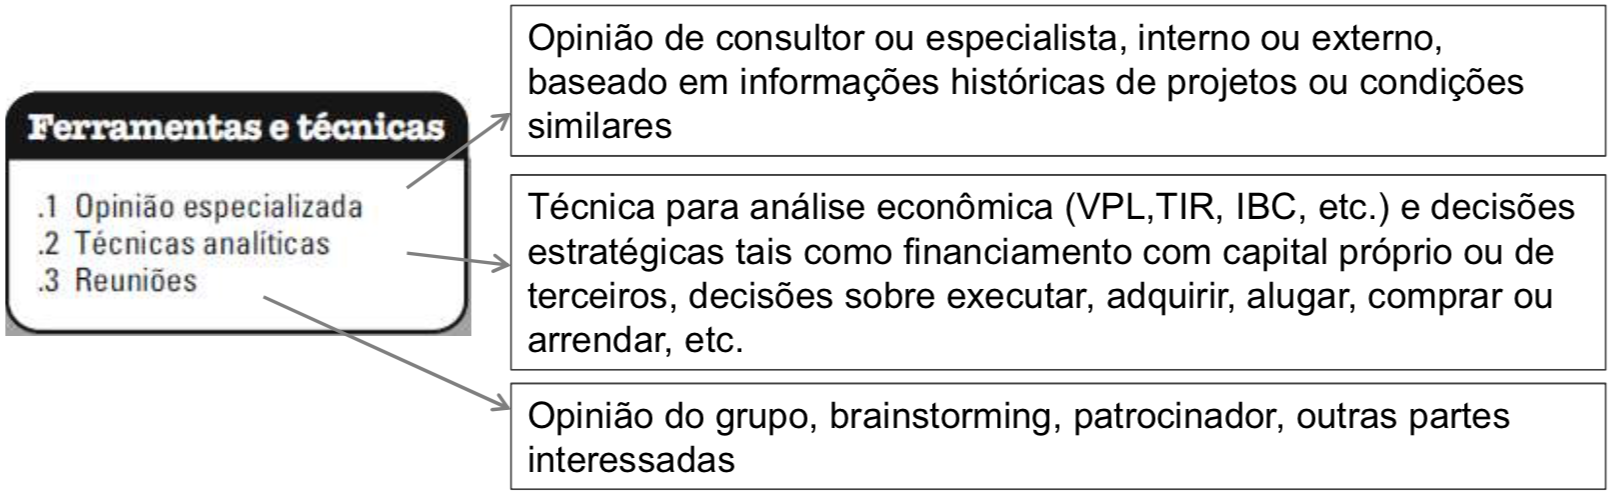 Ferramentas e técnicas
.1 Opinião especializada
.2 Técnicas analíticas
.3 Reuniões
Opinião de consultor ou especialista, interno ou externo,
baseado em informações históricas de projetos ou condições
similares
Técnica para análise econômica (VPL,TIR, IBC, etc.) e decisões
estratégicas tais como financiamento com capital próprio ou de
terceiros, decisões sobre executar, adquirir, alugar, comprar ou
arrendar, etc.
Opinião do grupo, brainstorming, patrocinador, outras partes
interessadas